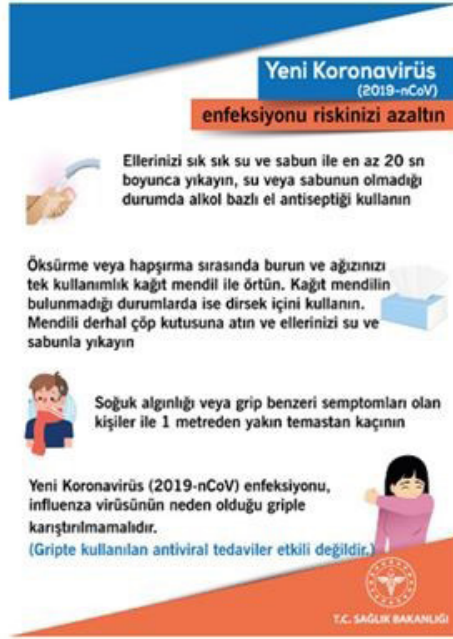 Yeni Koronavirüs
(2019-nCoV)
enfeksiyonu riskinizi azaltın
Ellerinizi sık sık su ve sabun ile en az 20 sn
boyunca yıkayın, su veya sabunun olmadığı
durumda alkol bazlı el antiseptiği kullanın
Öksürme veya hapşırma sırasında burun ve ağızınızı
tek kullanımlık kağıt mendil ile örtün. Kağıt mendilin
bulunmadığı durumlarda ise dirsek içini kullanın.
Mendili derhal çöp kutusuna atın ve ellerinizi su ve
sabunla yıkayın
Soğuk algınlığı veya grip benzeri semptomları olan
kişiler ile 1 metreden yakın temastan kaçının
Yeni Koronavirüs (2019-nCoV) enfeksiyonu,
influenza virüsünün neden olduğu griple
karıştırılmamalıdır.
(Gripte kullanılan antiviral tedaviler etkili değildir.)
T.C. SAĞLIK BAKANLIĞI